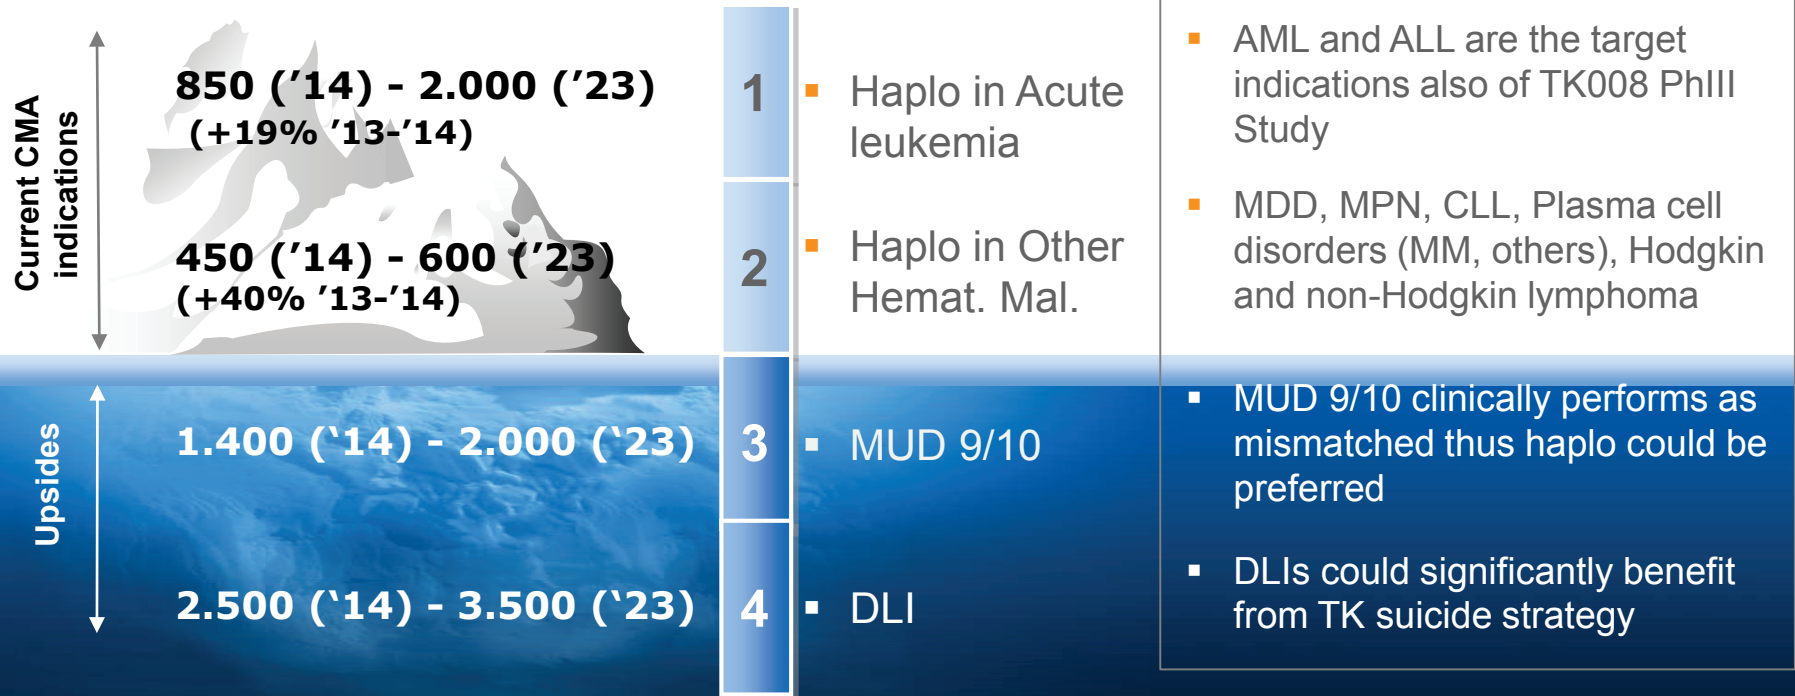 Current CMA
indications
850 (’14) - 2.000 (’23)
(+19% ’13-’14)
1
▪ Haplo in Acute
leukemia
▪ AML and ALL are the target
indications also of TK008 PhIII
Study
450 (’14) - 600 (’23)
(+40% ’13-’14)
2
▪ Haplo in Other
Hemat. Mal.
▪ MDD, MPN, CLL, Plasma cell
disorders (MM, others), Hodgkin
and non-Hodgkin lymphoma
Upsides
1.400 (‘14) - 2.000 (‘23)
3
▪ MUD 9/10
▪ MUD 9/10 clinically performs as
mismatched thus haplo could be
preferred
2.500 (‘14) - 3.500 (‘23)
4
▪ DLI
▪ DLIs could significantly benefit
from TK suicide strategy